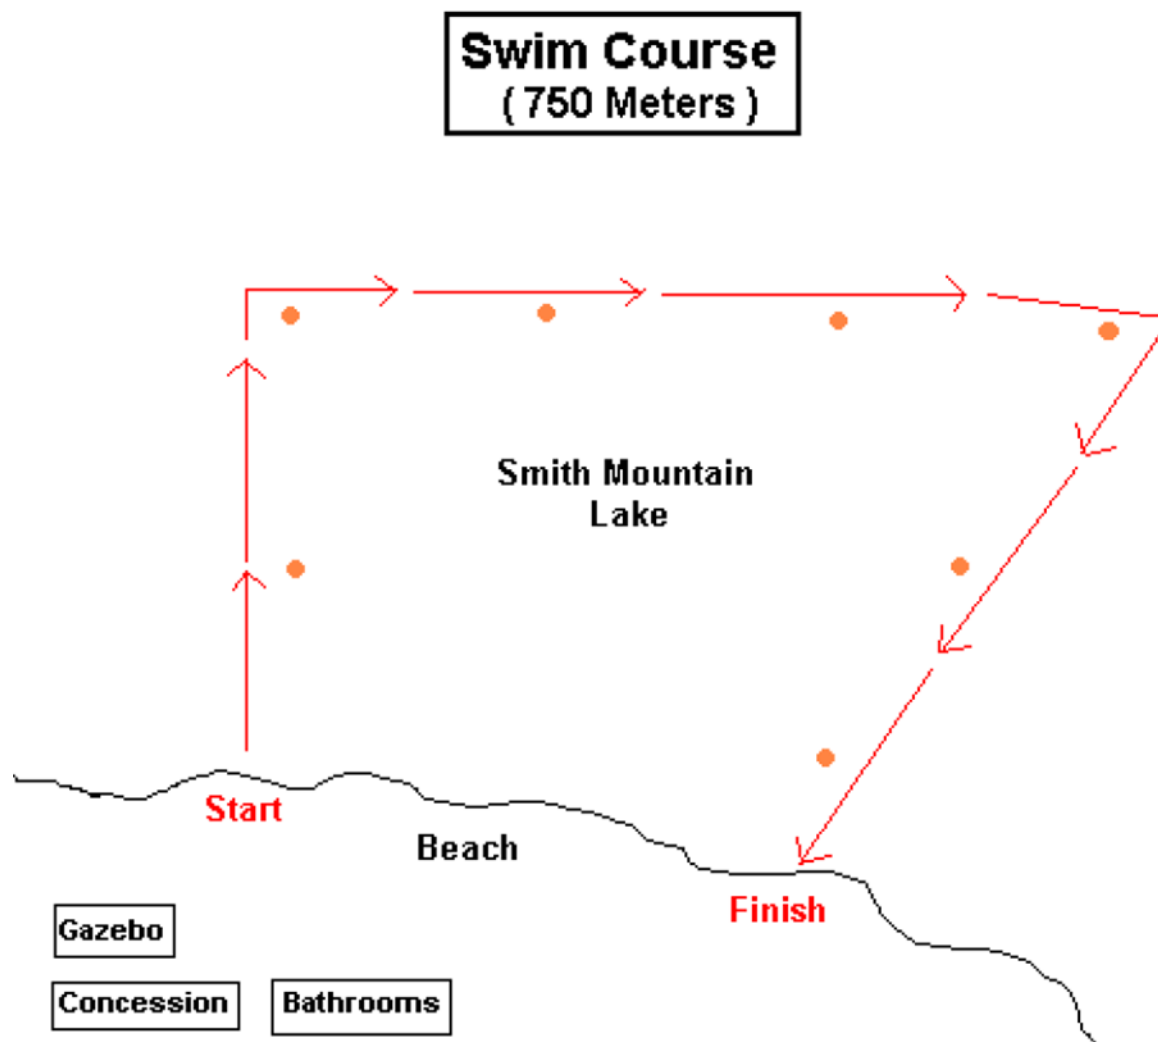 Swim Course
( 750 Meters )
Smith Mountain
Lake
Start
Beach
Finish
Gazebo
Concession
Bathrooms